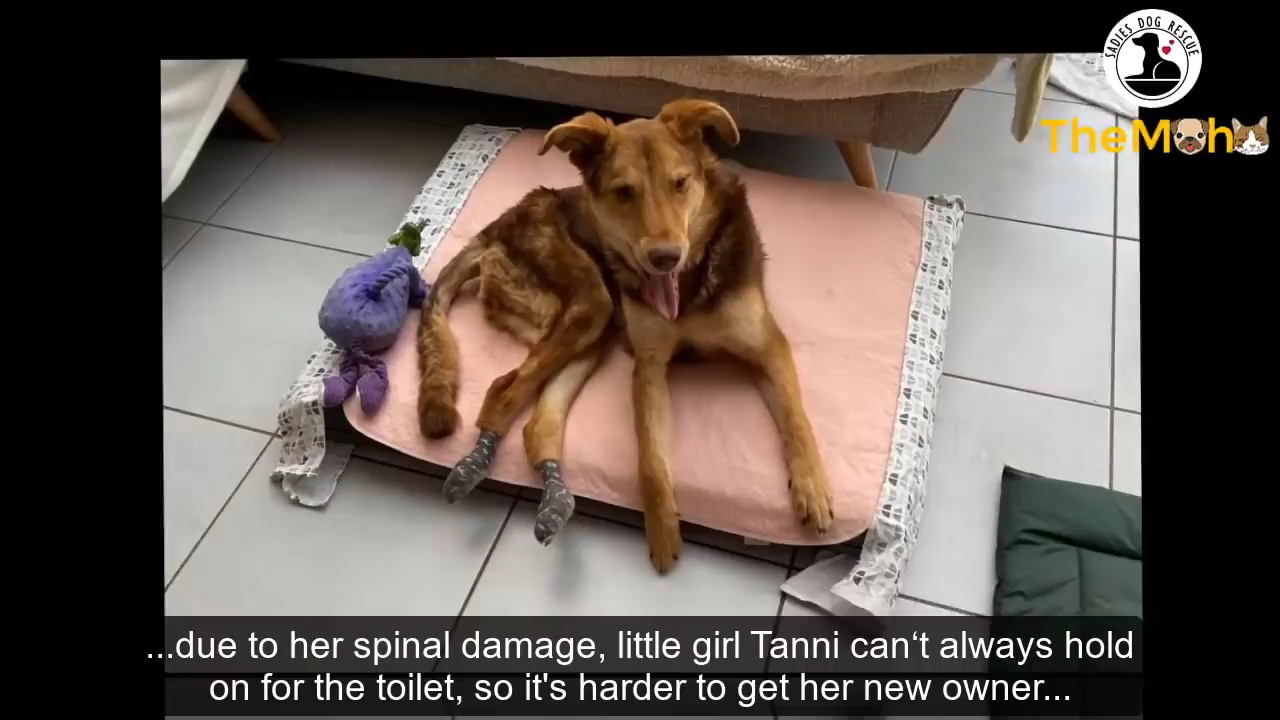 SADIES DOG RESCUE
TheMoho
...due to her spinal damage, little girl Tanni can‘t always hold
on for the toilet, so it's harder to get her new owner...